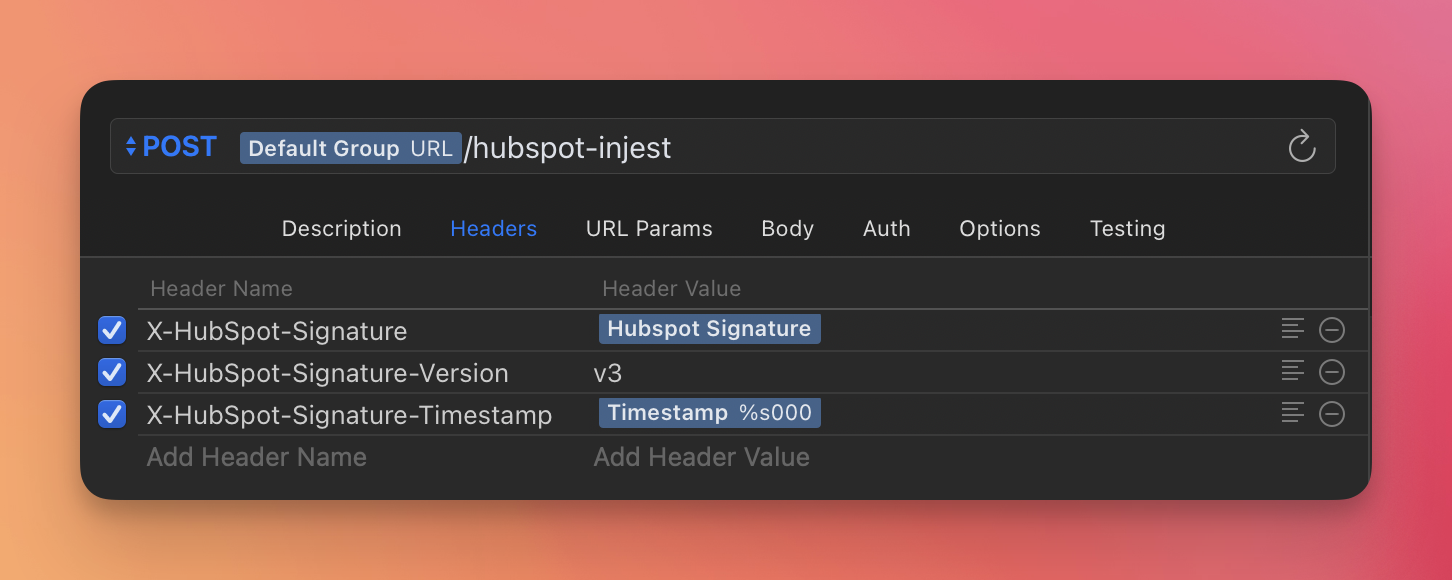 POST Default Group URL/hubspot-injest
Description Headers URL Params Body Auth Options Testing
Header Name Header Value
X-HubSpot-Signature Hubspot Signature
X-HubSpot-Signature-Version v3
X-HubSpot-Signature-Timestamp Timestamp %s000
Add Header Name Add Header Value